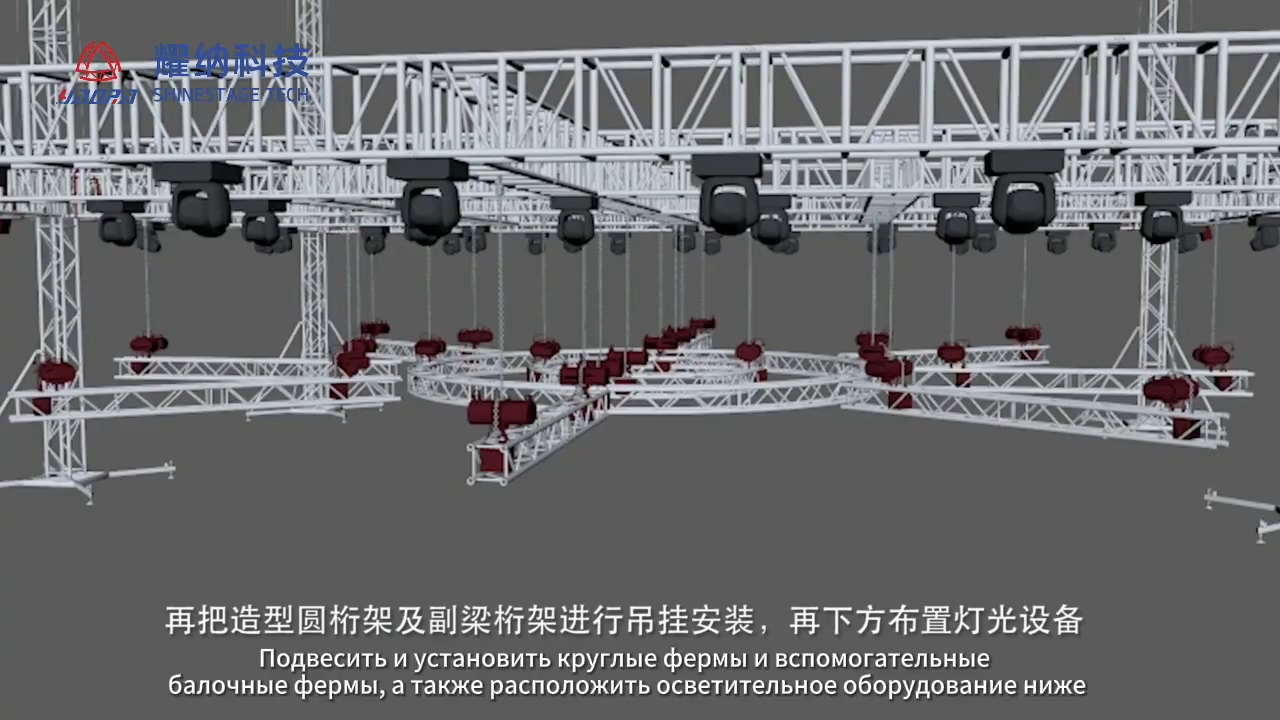 耀纳科技
SHINESTAGE TECH
再把造型圆桁架及副梁桁架进行吊挂安装，再下方布置灯光设备
Подвесить и установить круглые фермы и вспомогательные
балочные фермы, а также расположить осветительное оборудование ниже